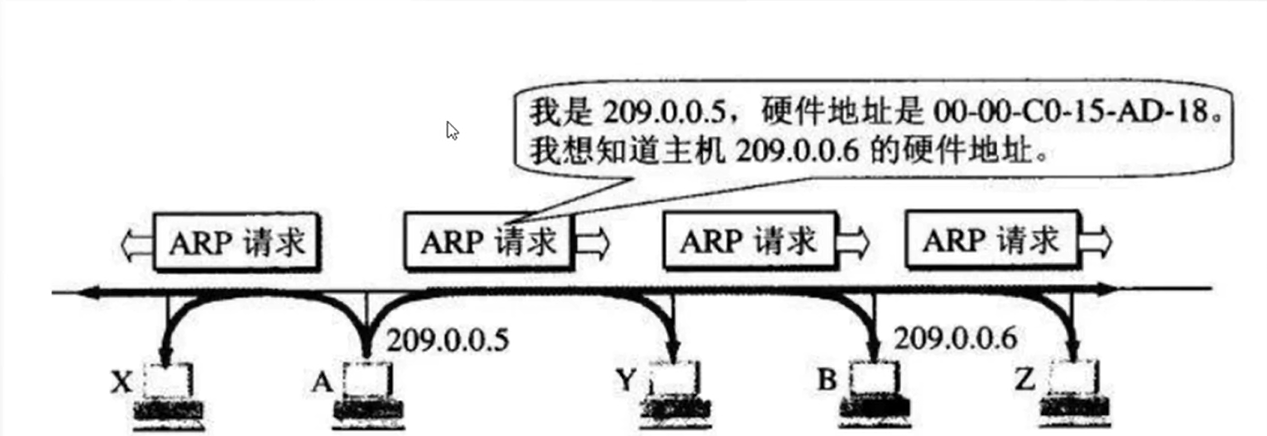 我是 209.0.0.5，硬件地址是 00-00-C0-15-AD-18。
我想知道主机 209.0.0.6 的硬件地址。
ARP 请求
ARP 请求
ARP 请求
ARP 请求
209.0.0.5
209.0.0.6
X
A
Y
B
Z